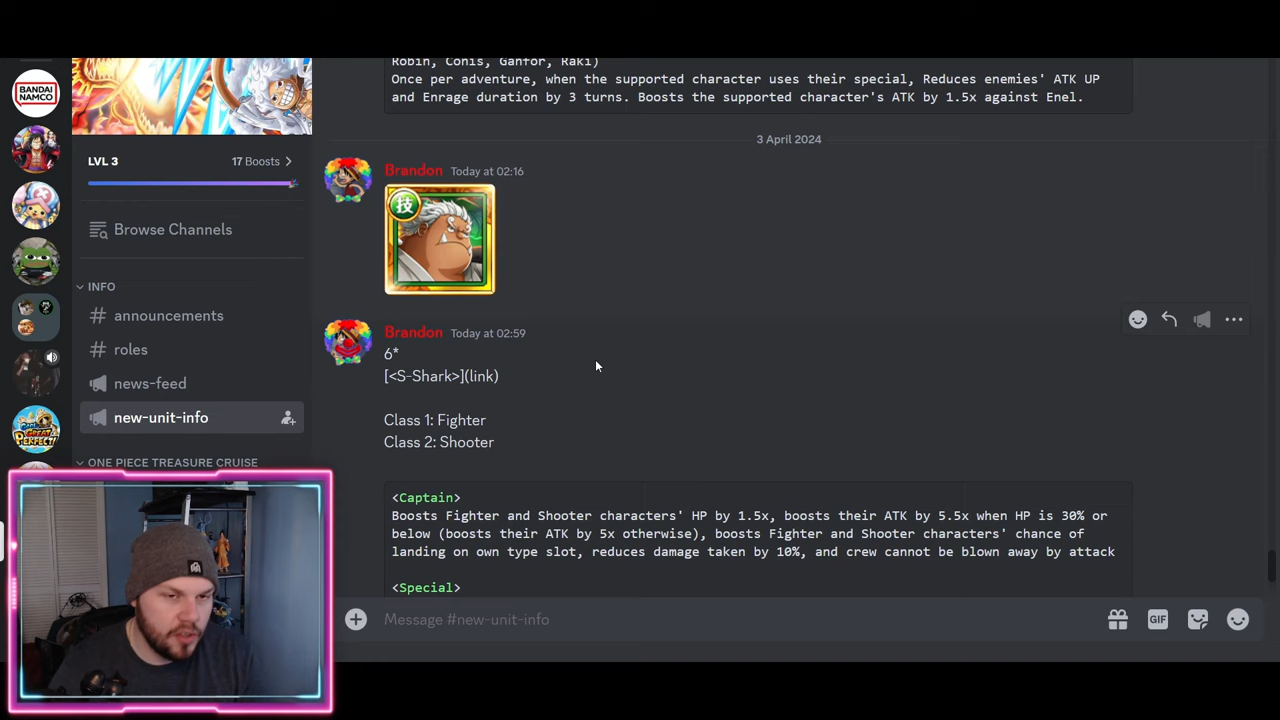 BANDAI
NAMCO
LVL 3
17 Boosts
Browse Channels
INFO
announcements
roles
news-feed
new-unit-info
ONE PIECE TREASURE CRUISE
Robin, Conis, Ganfor, Raki)
Once per adventure, when the supported character uses their special, Reduces enemies' ATK UP
and Enrage duration by 3 turns. Boosts the supported character's ATK by 1.5x against Enel.
3 April 2024
Brandon Today at 02:16
技
Brandon Today at 02:59
6*
[<S-Shark>](link)
Class 1: Fighter
Class 2: Shooter
<Captain>
Boosts Fighter and Shooter characters' HP by 1.5x, boosts their ATK by 5.5x when HP is 30% or
below (boosts their ATK by 5x otherwise), boosts Fighter and Shooter characters' chance of
landing on own type slot, reduces damage taken by 10%, and crew cannot be blown away by attack
<Special>
Message #new-unit-info
GIF